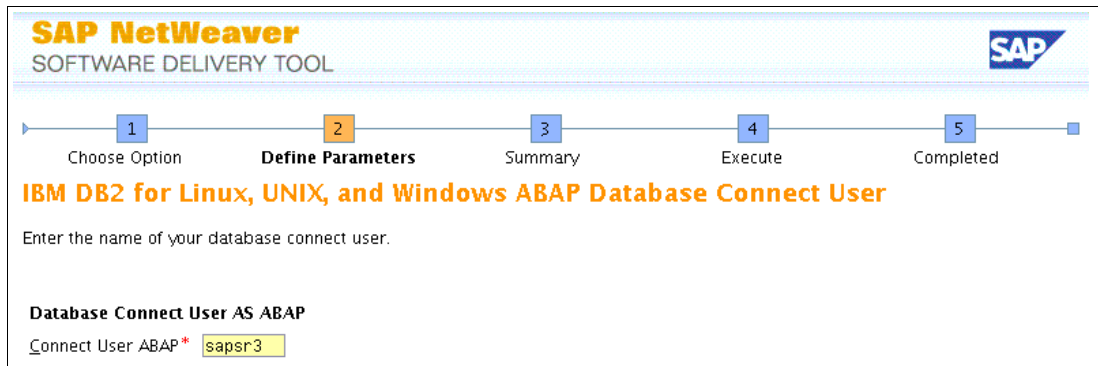 SAP NetWeaver
SOFTWARE DELIVERY TOOL
SAP
1 2 3 4 5
Choose Option Define Parameters Summary Execute Completed
IBM DB2 for Linux, UNIX, and Windows ABAP Database Connect User
Enter the name of your database connect user.
Database Connect User AS ABAP
Connect User ABAP* sapsr3